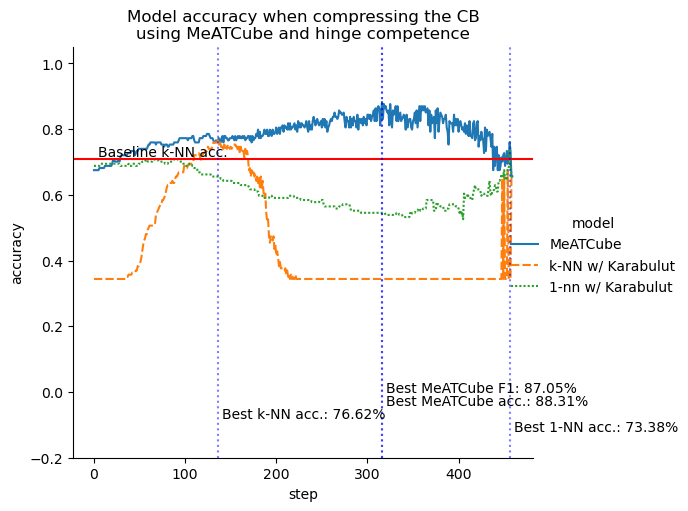 Model accuracy when compressing the CB
using MeATCube and hinge competence
1.0
0.8
0.6
0.4
0.2
0.0
−0.2
accuracy
Baseline k-NN acc.
model
MeATCube
k-NN w/ Karabulut
1-nn w/ Karabulut
Best MeATCube F1: 87.05%
Best MeATCube acc.: 88.31%
Best k-NN acc.: 76.62%
Best 1-NN acc.: 73.38%
0 100 200 300 400
step